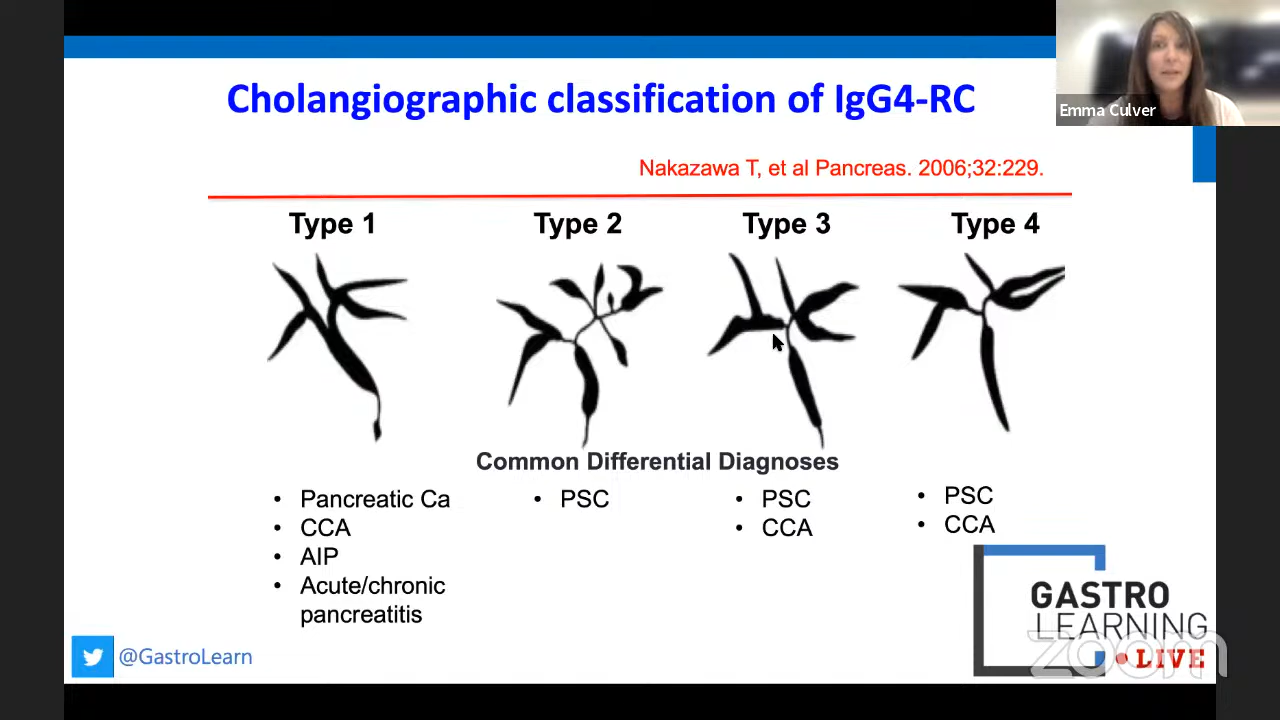 Cholangiographic classification of IgG4-RC
Emma Culver
Nakazawa T, et al Pancreas. 2006;32:229.
Type 1
Type 2
Type 3
Type 4
Common Differential Diagnoses
• Pancreatic Ca
• CCA
• AIP
• Acute/chronic
pancreatitis
• PSC
• PSC
• CCA
• PSC
• CCA
@GastroLearn
GASTRO
LEARNING
• LIVE
zoom